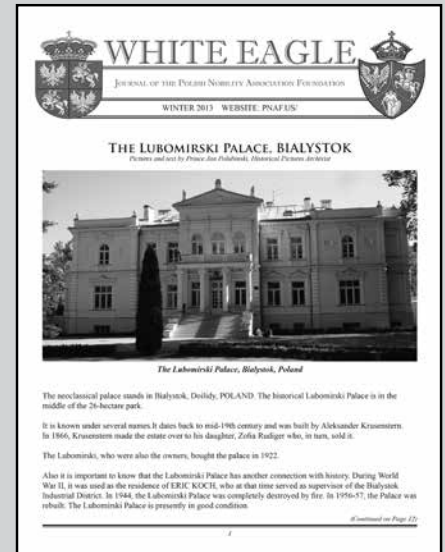 WHITE EAGLE
JOURNAL OF THE POLISH NOBILITY ASSOCIATION FOUNDATION
WINTER 2013 WEBSITE: PNAF.US/
THE LUBOMIRSKI PALACE, BIALYSTOK
Pictures and text by Prince Jan Polubinski, Historical Pictures Archivist
The Lubomirski Palace, Bialystok, Poland
The neoclassical palace stands in Bialystok, Doilidy, POLAND. The historical Lubomirski Palace is in the
middle of the 26-hectare park.
It is known under several names.It dates back to mid-19th century and was built by Aleksander Krusenstern.
In 1866, Krusenstern made the estate over to his daughter, Zofia Rudiger who, in turn, sold it.
The Lubomirski, who were also the owners, bought the palace in 1922.
Also it is important to know that the Lubomirski Palace has another connection with history. During World
War II, it was used as the residence of ERIC KOCH, who at that time served as supervisor of the Bialystok
Industrial District. In 1944, the Lubomirski Palace was completely destroyed by fire. In 1956-57, the Palace was
rebuilt. The Lubomirski Palace is presently in good condition.
(Continued on Page 12)
1